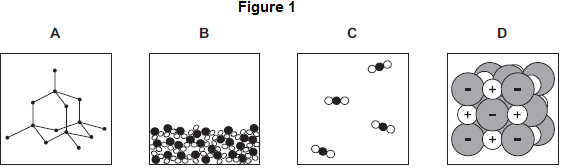 Figure 1
A B C D
- + -
+ - +
- + -